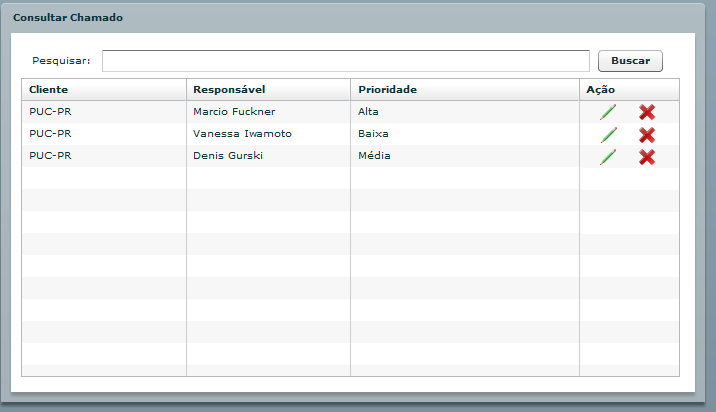 Consultar Chamado
Pesquisar: Buscar
Cliente Responsável Prioridade Ação
PUC-PR Marcio Fuckner Alta
PUC-PR Vanessa Iwamoto Baixa
PUC-PR Denis Gurski Média